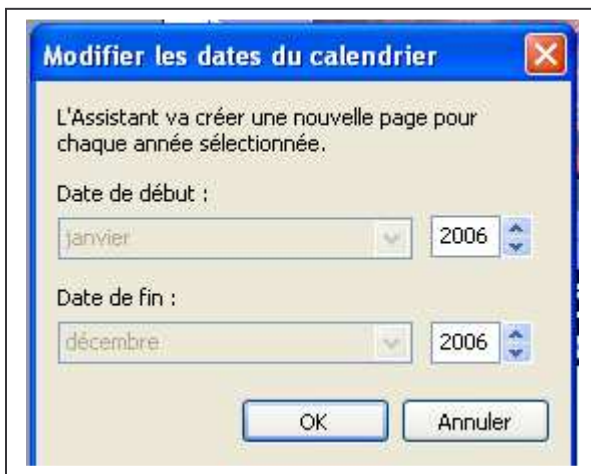 Modifier les dates du calendrier
L'Assistant va créer une nouvelle page pour
chaque année sélectionnée.
Date de début :
janvier 2006
Date de fin :
décembre 2006
OK Annuler